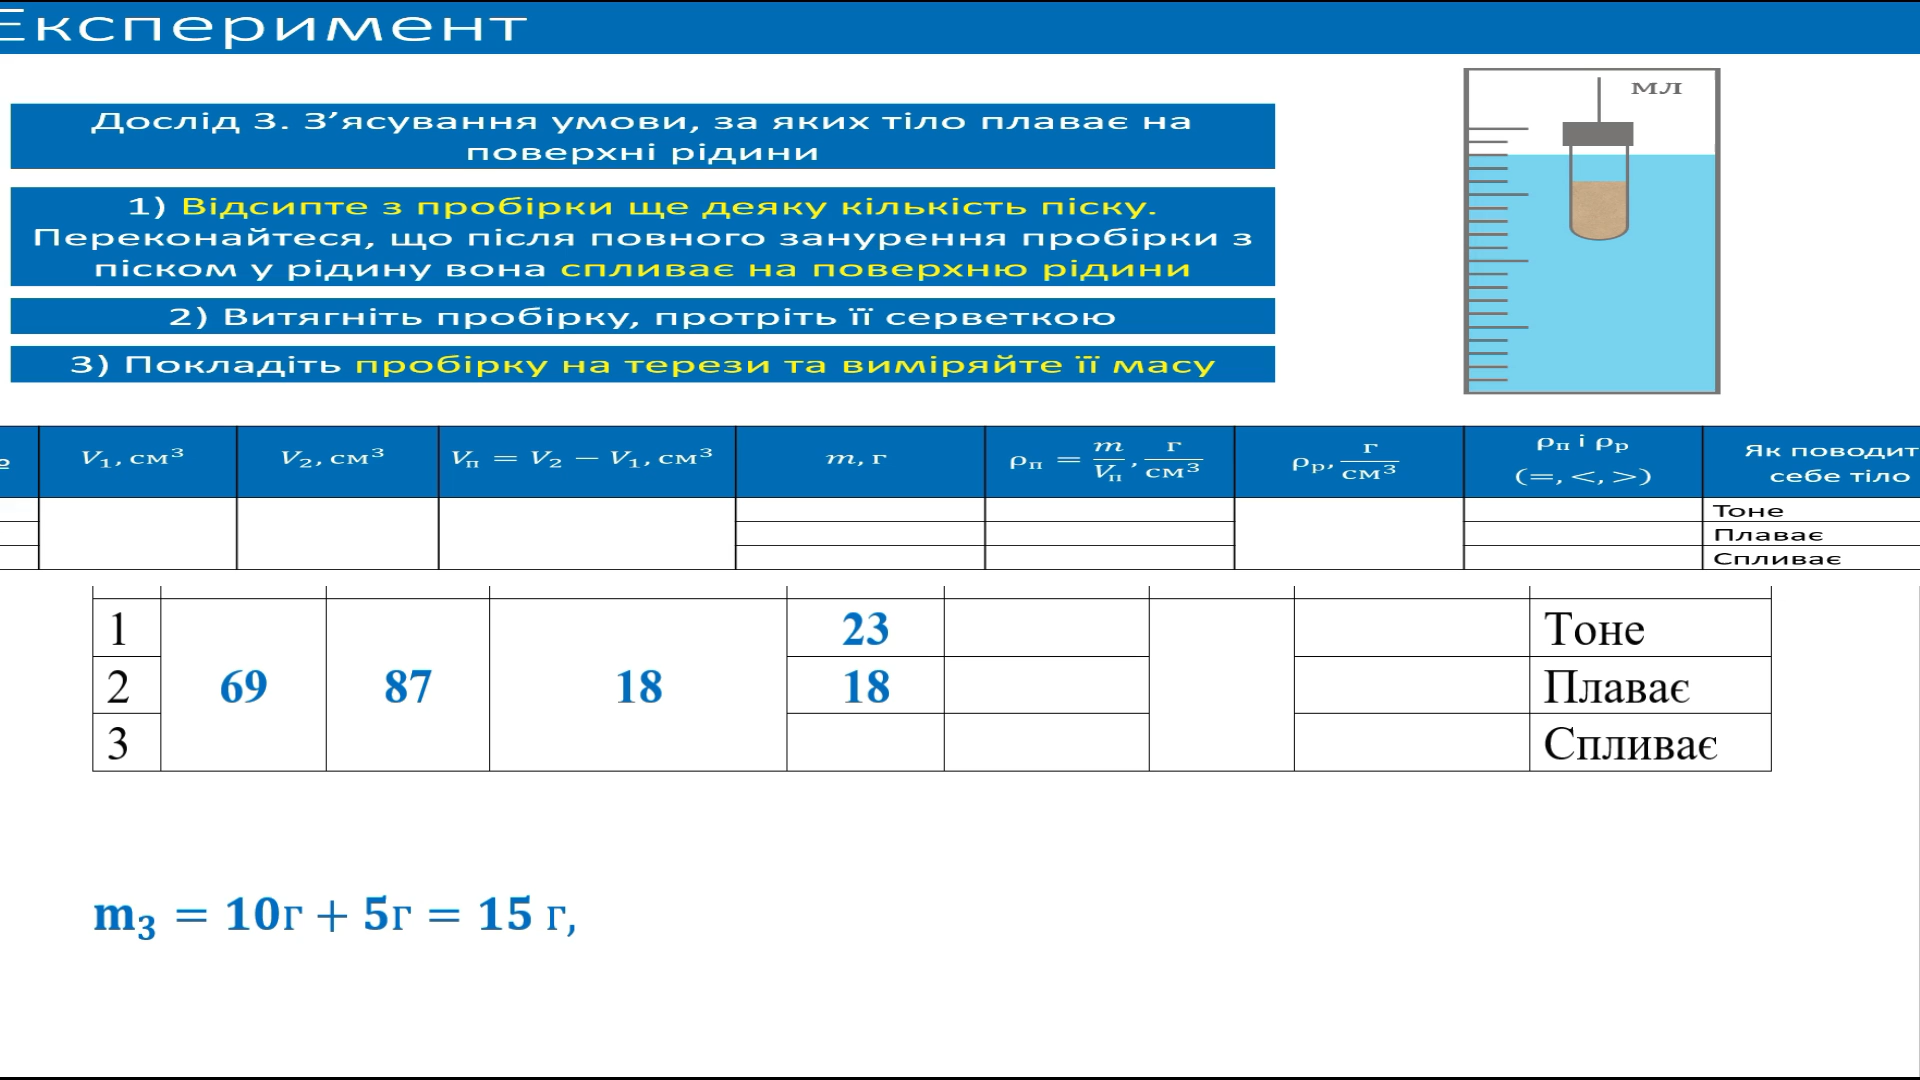 Експеримент
мл
Дослід 3. З’ясування умови, за яких тіло плаває на
поверхні рідини
1) Відсипте з пробірки ще деяку кількість піску.
Переконайтеся, що після повного занурення пробірки з
піском у рідину вона спливає на поверхню рідини
2) Витягніть пробірку, протріть її серветкою
3) Покладіть пробірку на терези та виміряйте її масу
V₁, см³ V₂, см³ Vп = V₂ − V₁, см³ m, г ρп = m/Vп, г/см³ ρр, г/см³ ρп і ρр (=, <, >) Як поводит себе тіло
Тоне
Плаває
Спливає
1 23 Тоне
2 69 87 18 18 Плаває
3 Спливає
m₃ = 10г + 5г = 15 г,